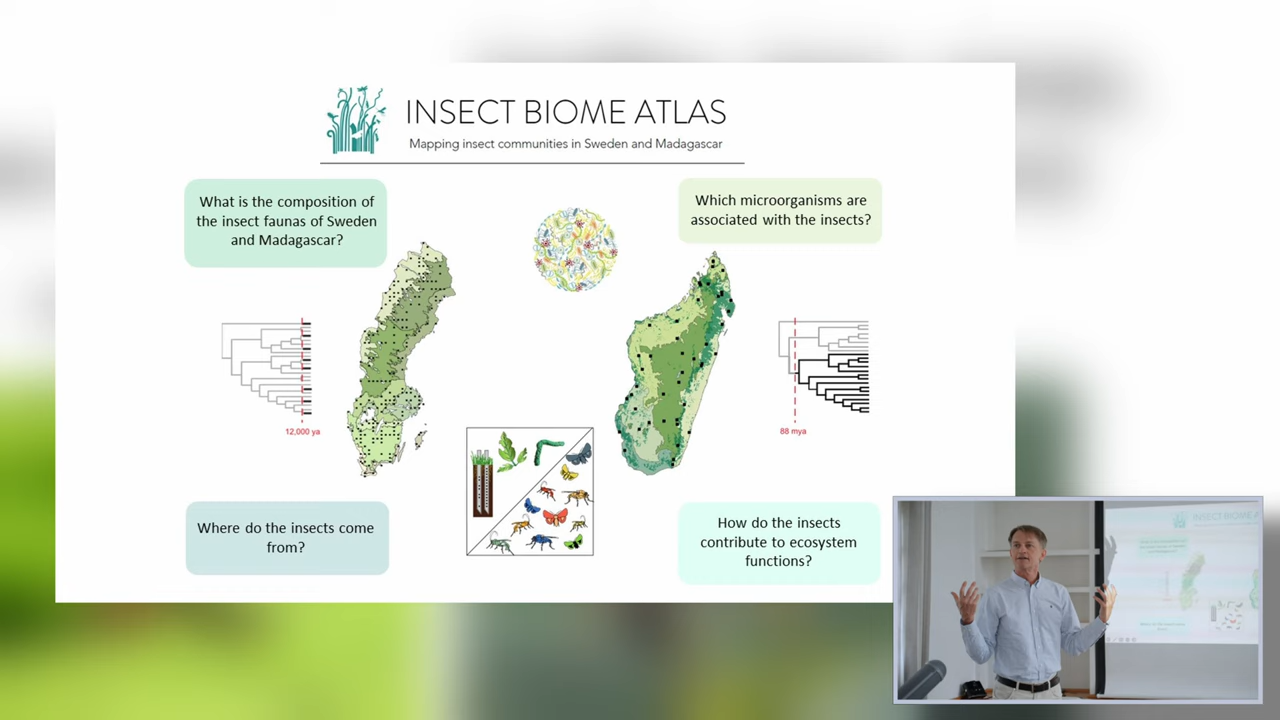 INSECT BIOME ATLAS
Mapping insect communities in Sweden and Madagascar
What is the composition of
the insect faunas of Sweden
and Madagascar?
Which microorganisms are
associated with the insects?
12,000 ya
88 mya
Where do the insects come
from?
How do the insects
contribute to ecosystem
functions?
INSECT BIOME A